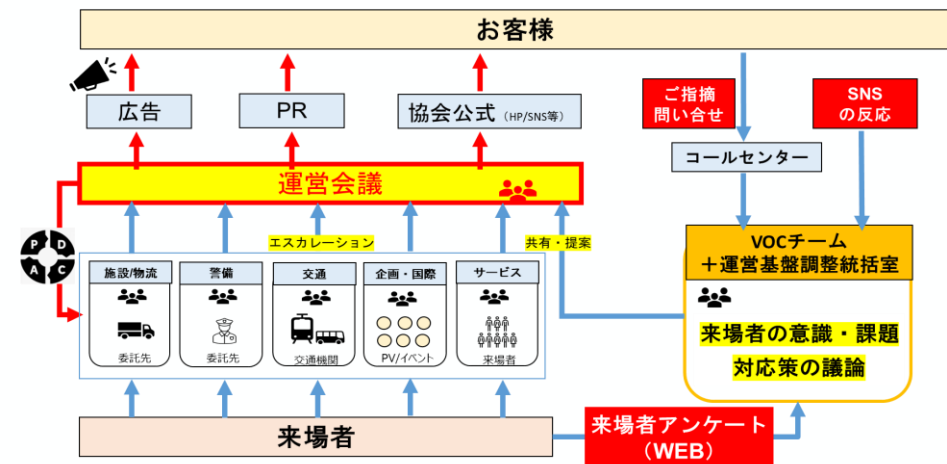 お客様
広告
PR
協会公式（HP/SNS等）
ご指摘
問い合せ
SNS
の反応
コールセンター
運営会議
P D
A C
エスカレーション
共有・提案
VOCチーム
＋運営基盤調整統括室
施設/物流
警備
交通
企画・国際
サービス
委託先
委託先
交通機関
PV/イベント
来場者
来場者の意識・課題
対応策の議論
来場者
来場者アンケート
（WEB）